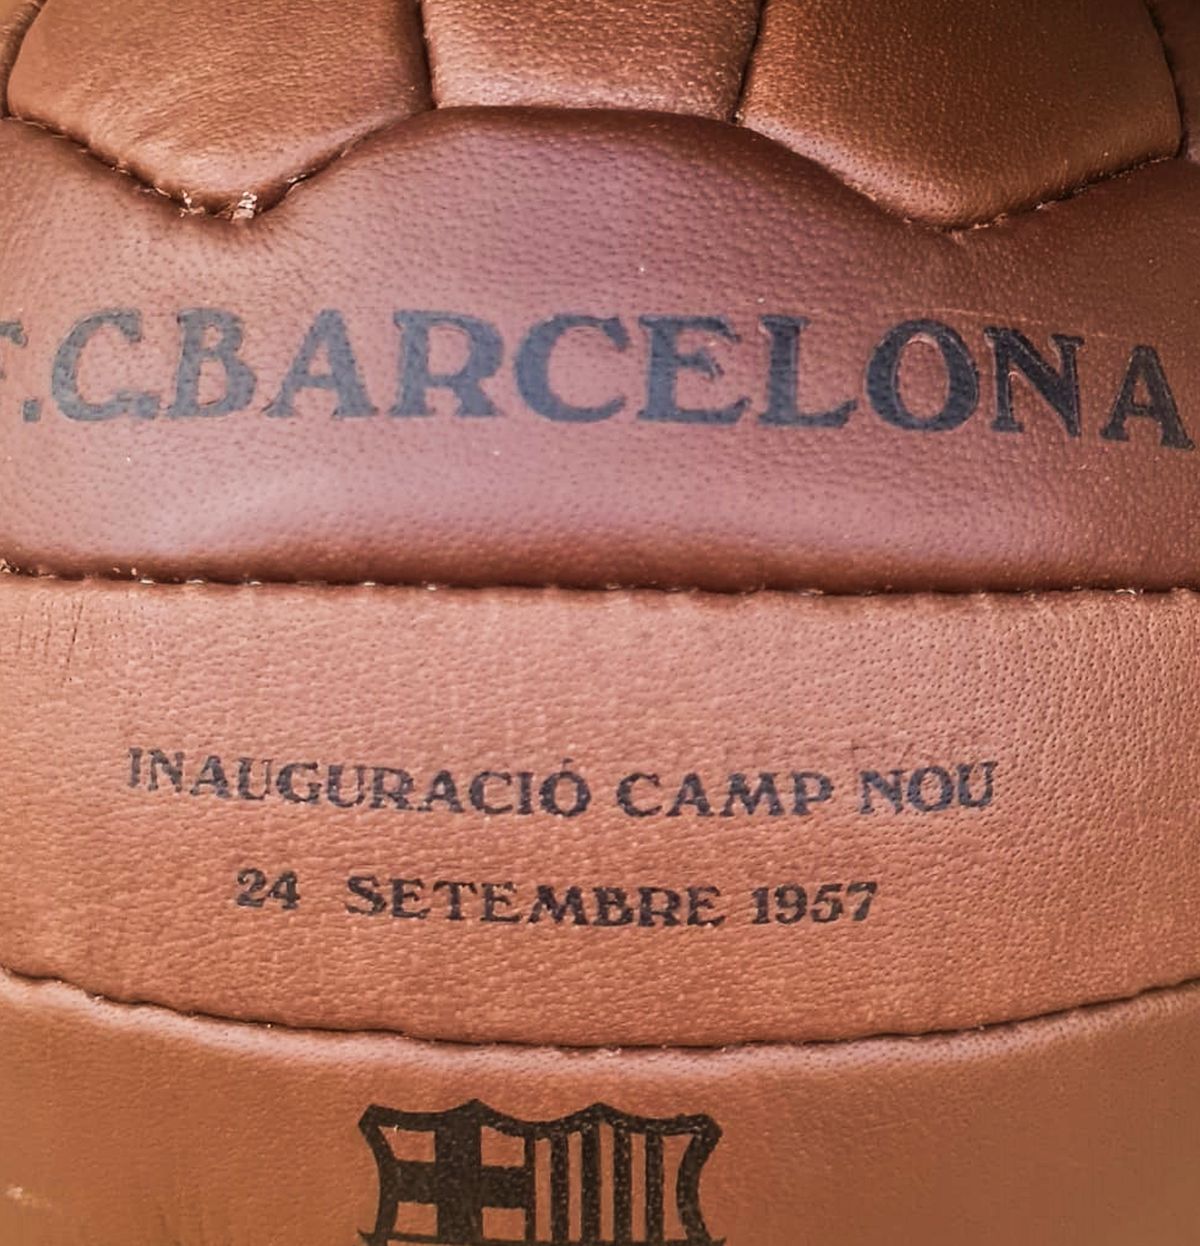 F.C.BARCELONA
INAUGURACIÓ CAMP NOU
24 SETEMBRE 1957